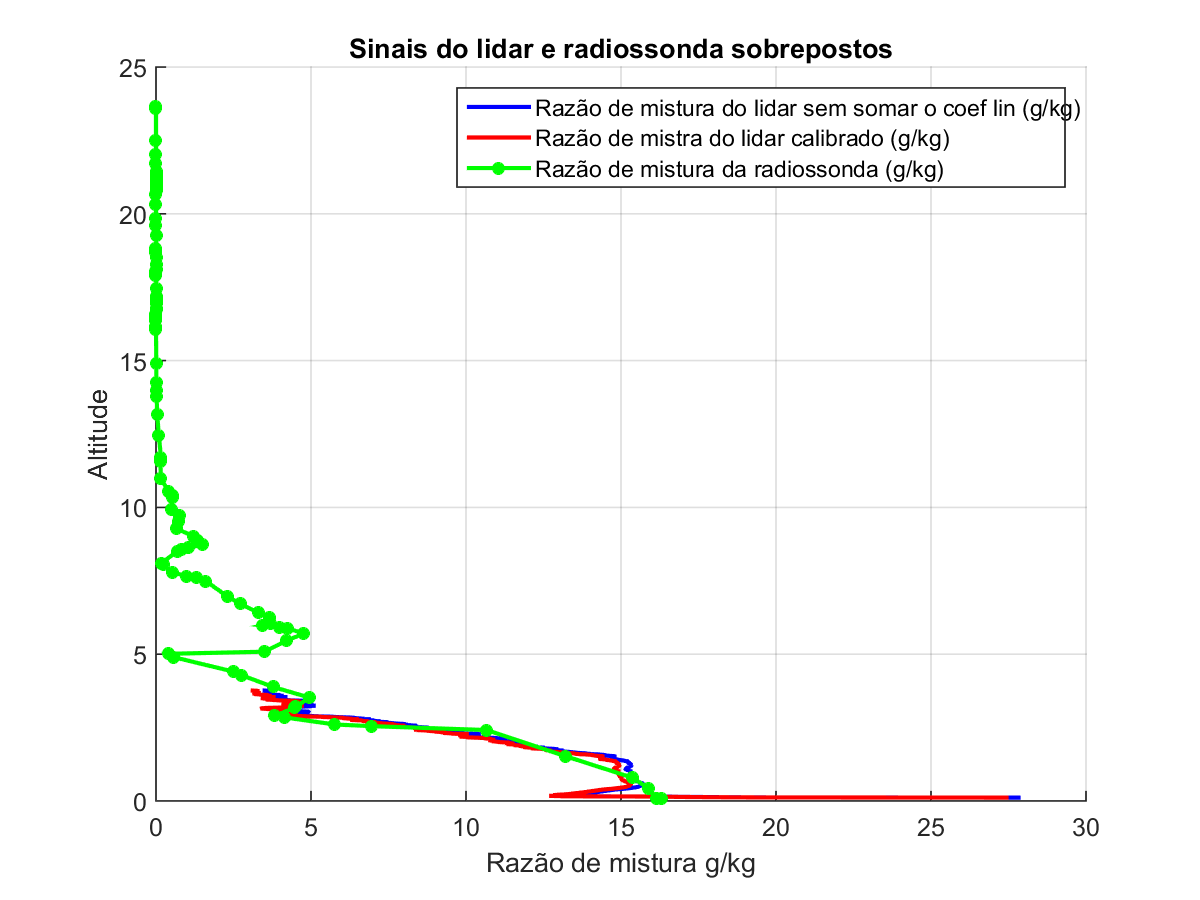 Sinais do lidar e radiossonda sobrepostos
Razão de mistura do lidar sem somar o coef lin (g/kg)
Razão de mistra do lidar calibrado (g/kg)
Razão de mistura da radiossonda (g/kg)
25
20
15
10
5
0
Altitude
0 5 10 15 20 25 30
Razão de mistura g/kg